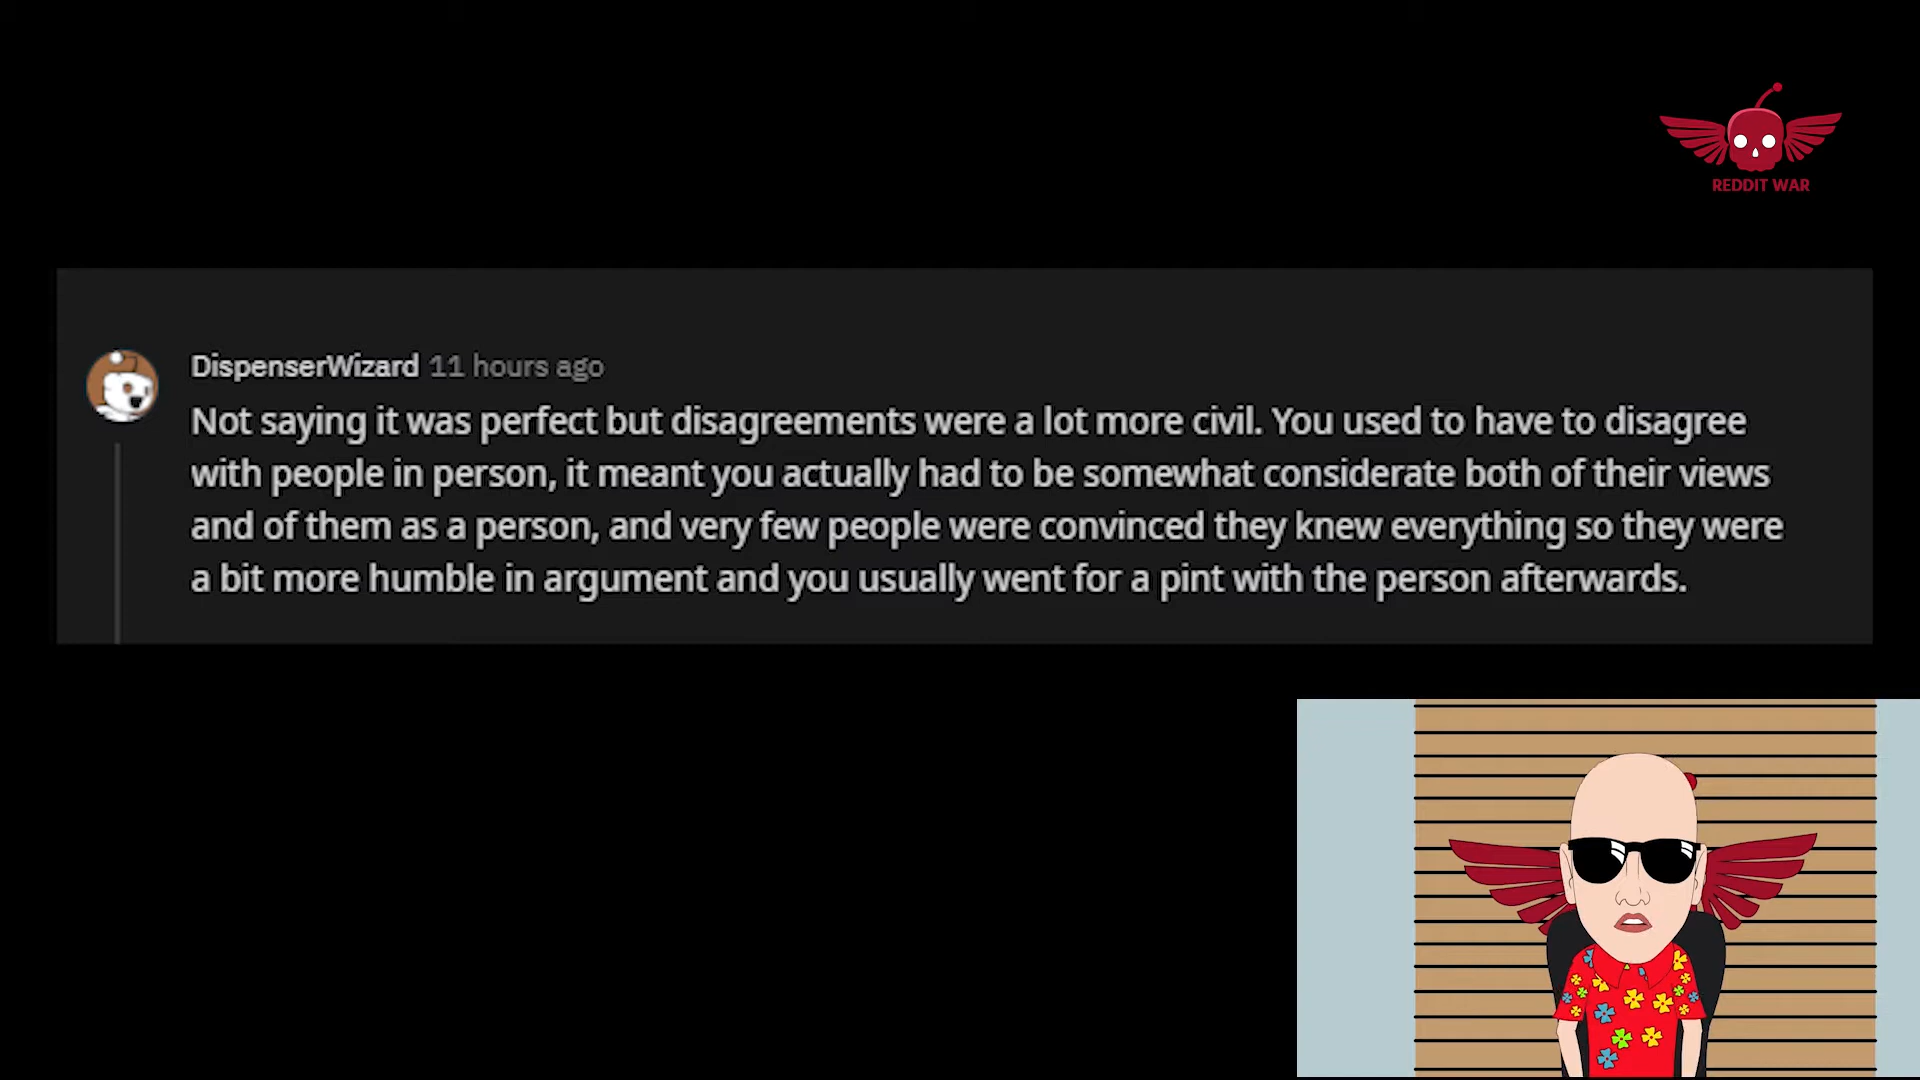 REDDIT WAR
DispenserWizard 11 hours ago
Not saying it was perfect but disagreements were a lot more civil. You used to have to disagree
with people in person, it meant you actually had to be somewhat considerate both of their views
and of them as a person, and very few people were convinced they knew everything so they were
a bit more humble in argument and you usually went for a pint with the person afterwards.